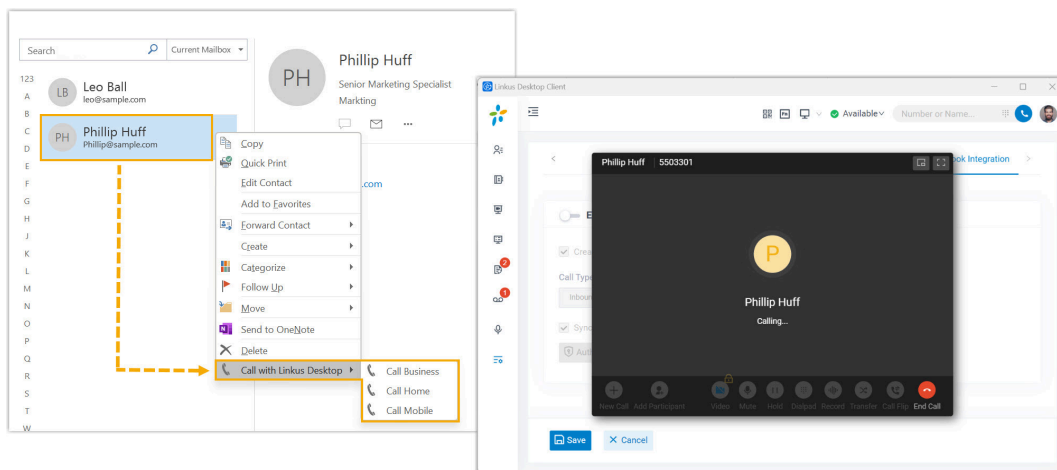 Search
Current Mailbox
123
A
B
C
D
E
F
G
H
J
K
L
M
N
O
P
Q
R
S
T
W
LB
Leo Ball
leo@sample.com
PH
Phillip Huff
Phillip@sample.com
PH
Phillip Huff
Senior Marketing Specialist
Markting
.com
Copy
Quick Print
Edit Contact
Add to Favorites
Forward Contact
Create
Categorize
Follow Up
Move
Send to OneNote
Delete
Call with Linkus Desktop
Call Business
Call Home
Call Mobile
Linkus Desktop Client
Available
Number or Name...
ook Integration
E
Crea
Call Type
Inboun
Sync
Aut
2
1
Phillip Huff 5503301
P
Phillip Huff
Calling...
New Call Add Participant Video Mute Hold Dialpad Record Transfer Call Flip End Call
Save
Cancel